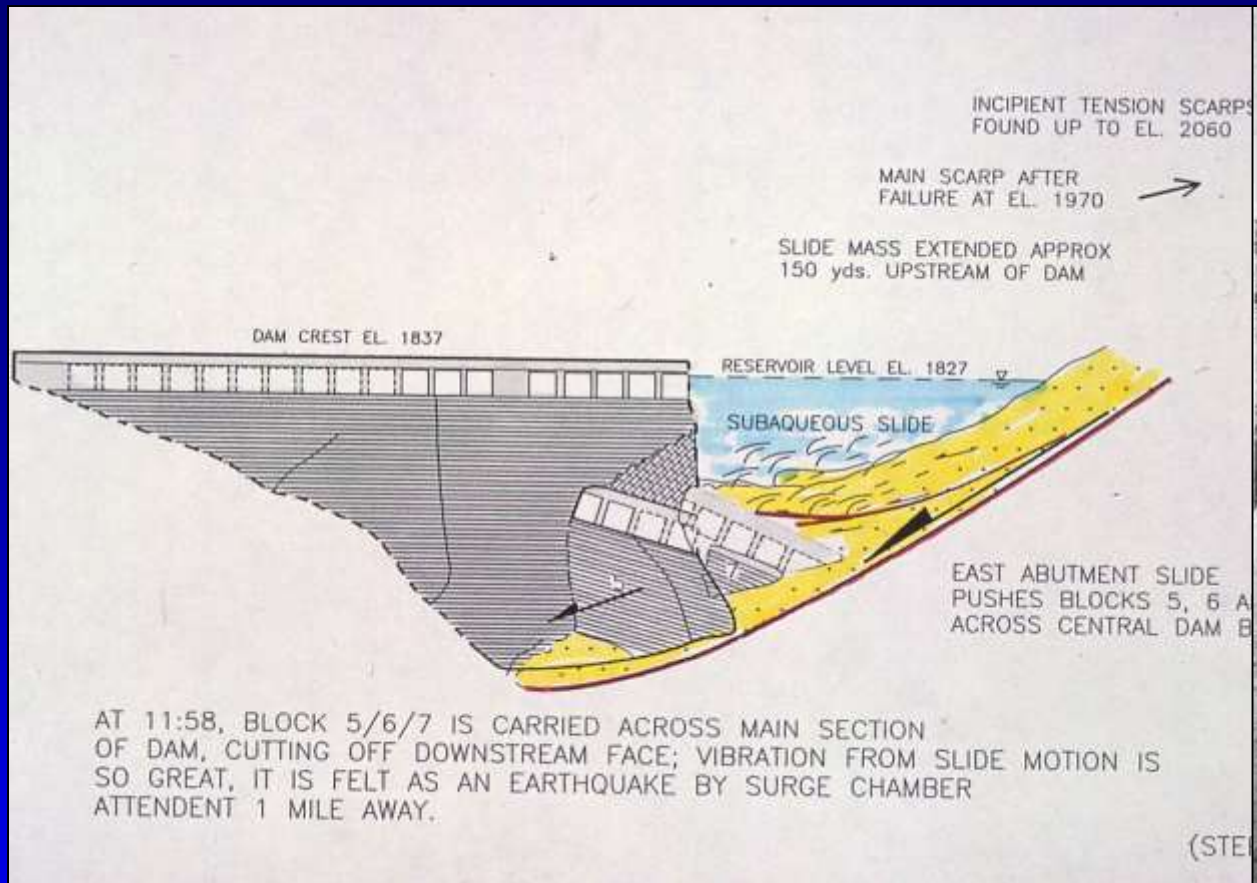 INCIPIENT TENSION SCARPS
FOUND UP TO EL. 2060
MAIN SCARP AFTER
FAILURE AT EL. 1970
SLIDE MASS EXTENDED APPROX
150 yds. UPSTREAM OF DAM
DAM CREST EL. 1837
RESERVOIR LEVEL EL. 1827
SUBAQUEOUS SLIDE
EAST ABUTMENT SLIDE
PUSHES BLOCKS 5, 6
ACROSS CENTRAL DAM
AT 11:58, BLOCK 5/6/7 IS CARRIED ACROSS MAIN SECTION
OF DAM, CUTTING OFF DOWNSTREAM FACE; VIBRATION FROM SLIDE MOTION IS
SO GREAT, IT IS FELT AS AN EARTHQUAKE BY SURGE CHAMBER
ATTENDENT 1 MILE AWAY.